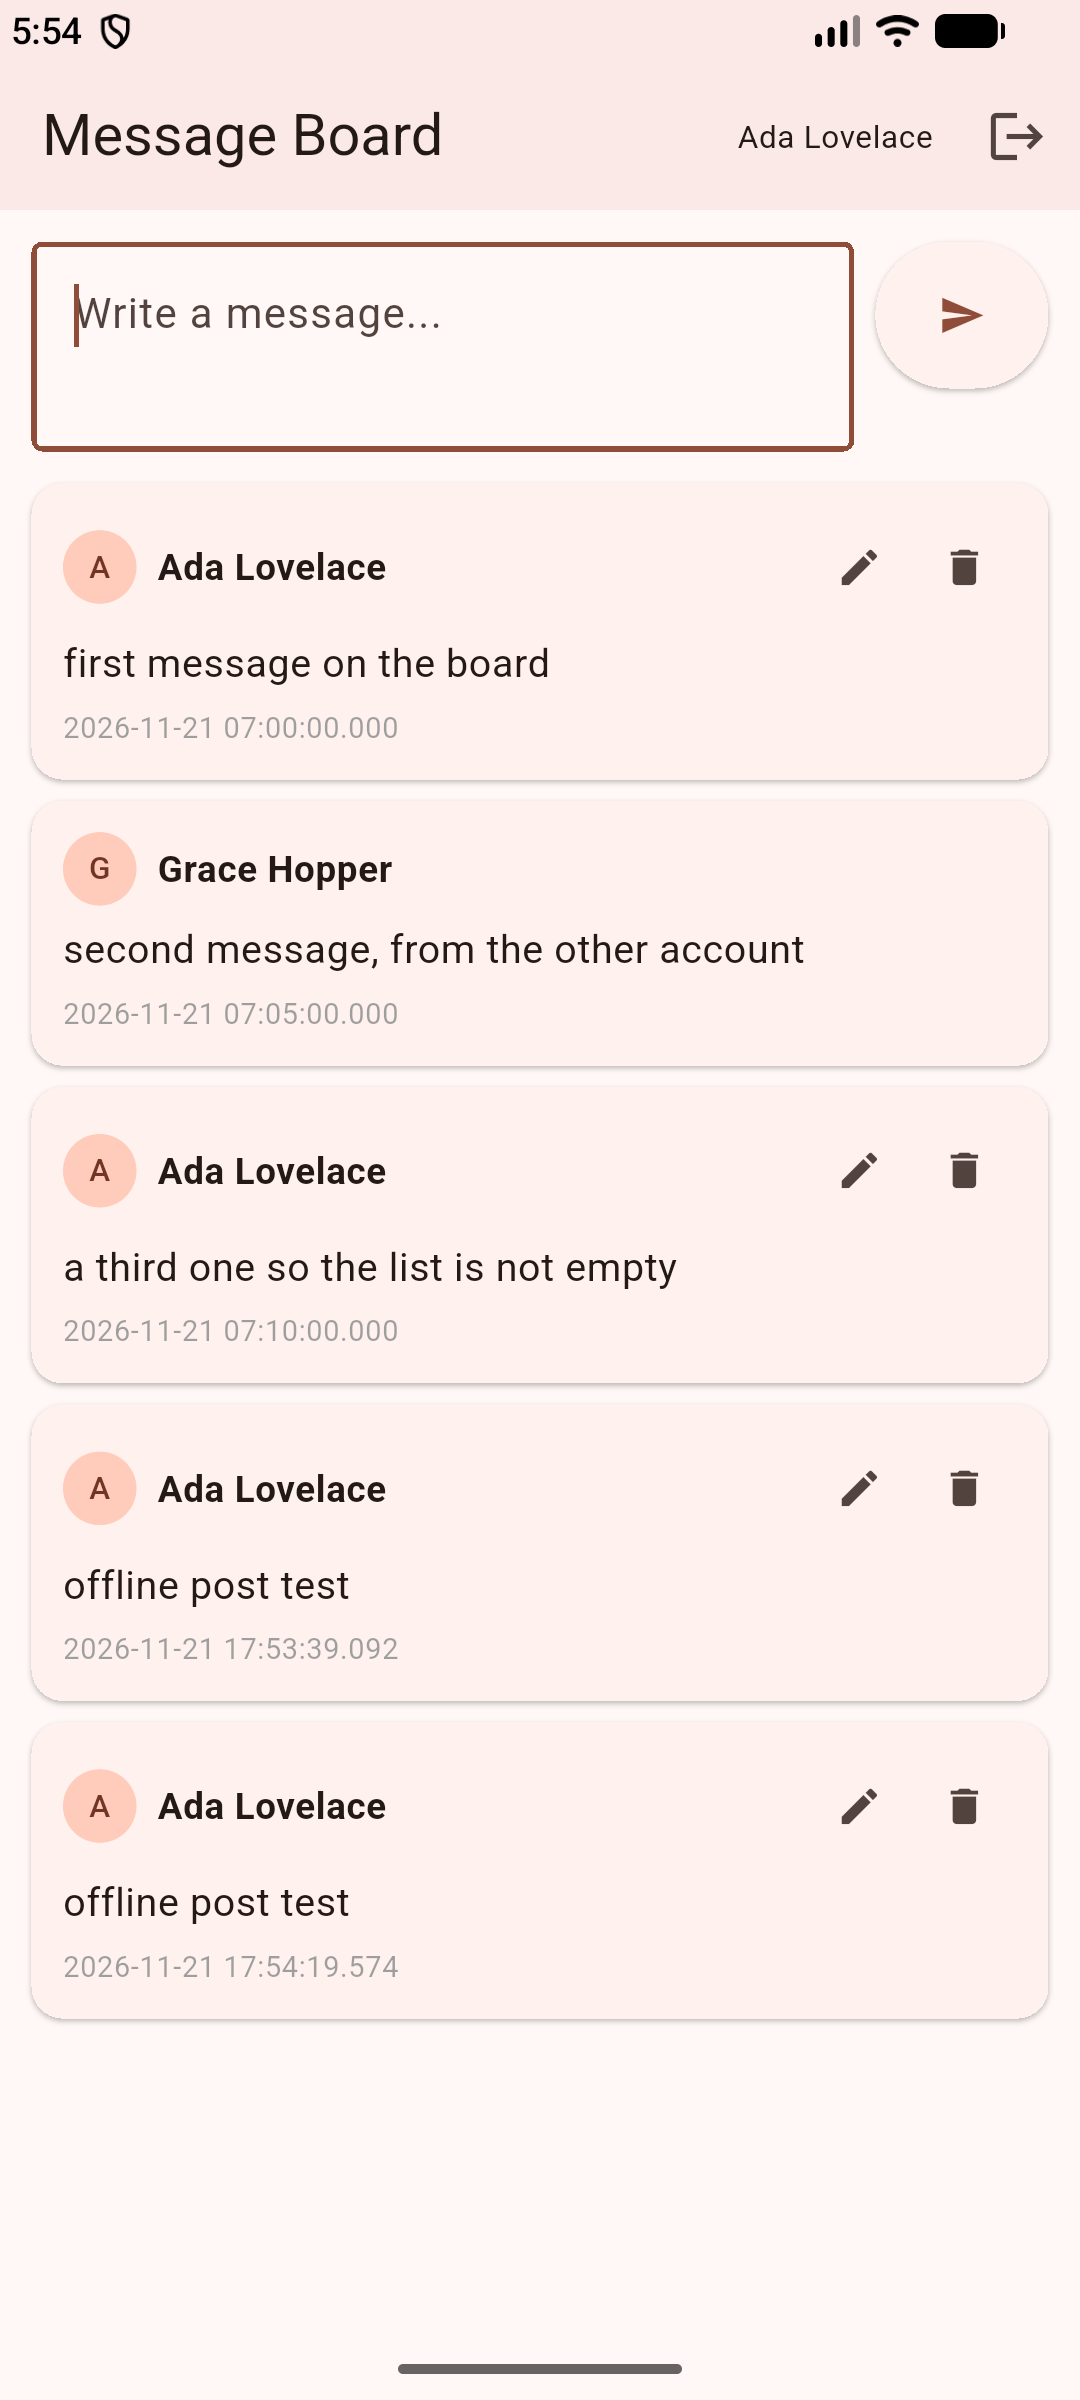 5:54
Message Board
Ada Lovelace
Write a message...
A
Ada Lovelace
first message on the board
2026-11-21 07:00:00.000
G
Grace Hopper
second message, from the other account
2026-11-21 07:05:00.000
A
Ada Lovelace
a third one so the list is not empty
2026-11-21 07:10:00.000
A
Ada Lovelace
offline post test
2026-11-21 17:53:39.092
A
Ada Lovelace
offline post test
2026-11-21 17:54:19.574